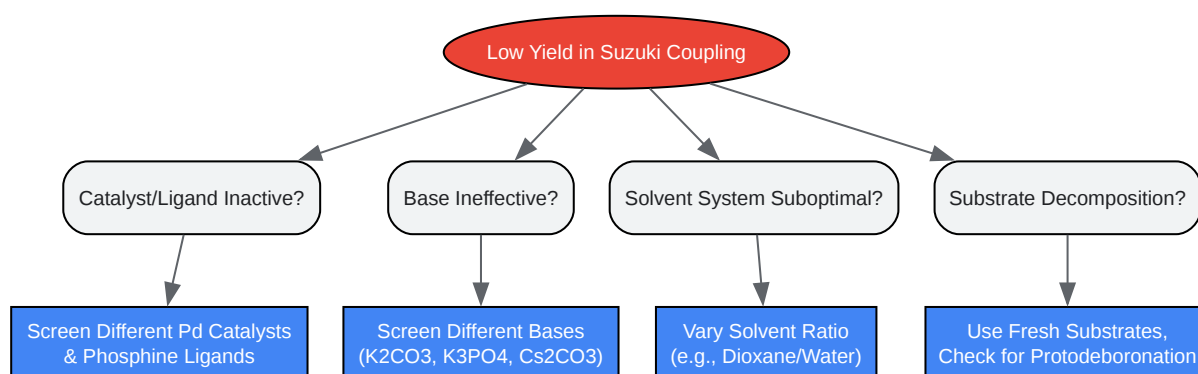 Low Yield in Suzuki Coupling
Catalyst/Ligand Inactive?
Base Ineffective?
Solvent System Suboptimal?
Substrate Decomposition?
Screen Different Pd Catalysts
& Phosphine Ligands
Screen Different Bases
(K2CO3, K3PO4, Cs2CO3)
Vary Solvent Ratio
(e.g., Dioxane/Water)
Use Fresh Substrates,
Check for Protodeboronation